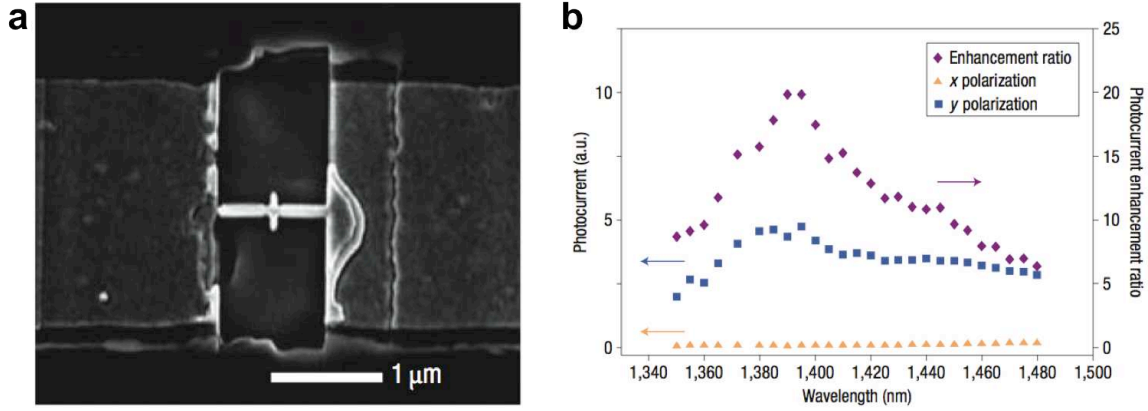 a
1 µm
b
Enhancement ratio
x polarization
y polarization
Photocurrent (a.u.)
10
5
0
25
20
15
10
5
0
Photocurrent enhancement ratio
1,340
1,360
1,380
1,400
1,420
1,440
1,460
1,480
1,500
Wavelength (nm)